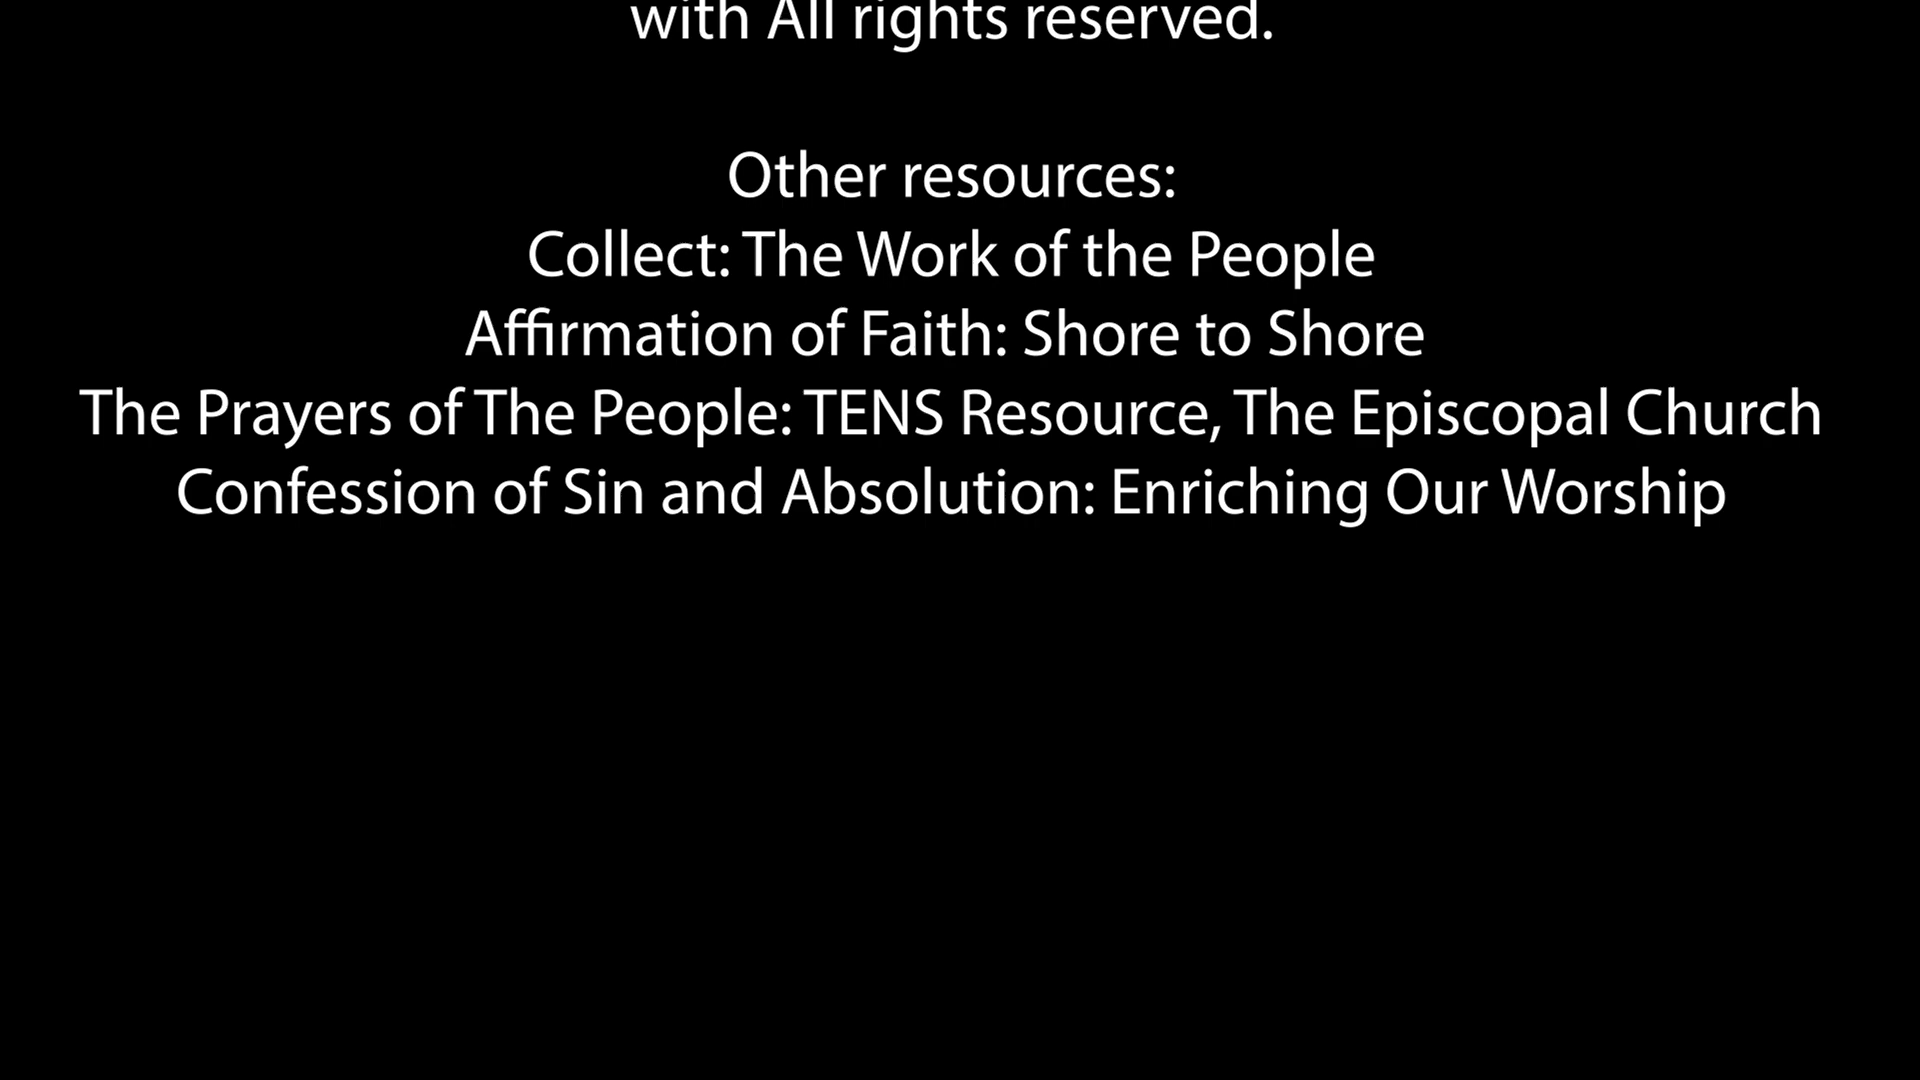 with All rights reserved.
Other resources:
Collect: The Work of the People
Affirmation of Faith: Shore to Shore
The Prayers of The People: TENS Resource, The Episcopal Church
Confession of Sin and Absolution: Enriching Our Worship